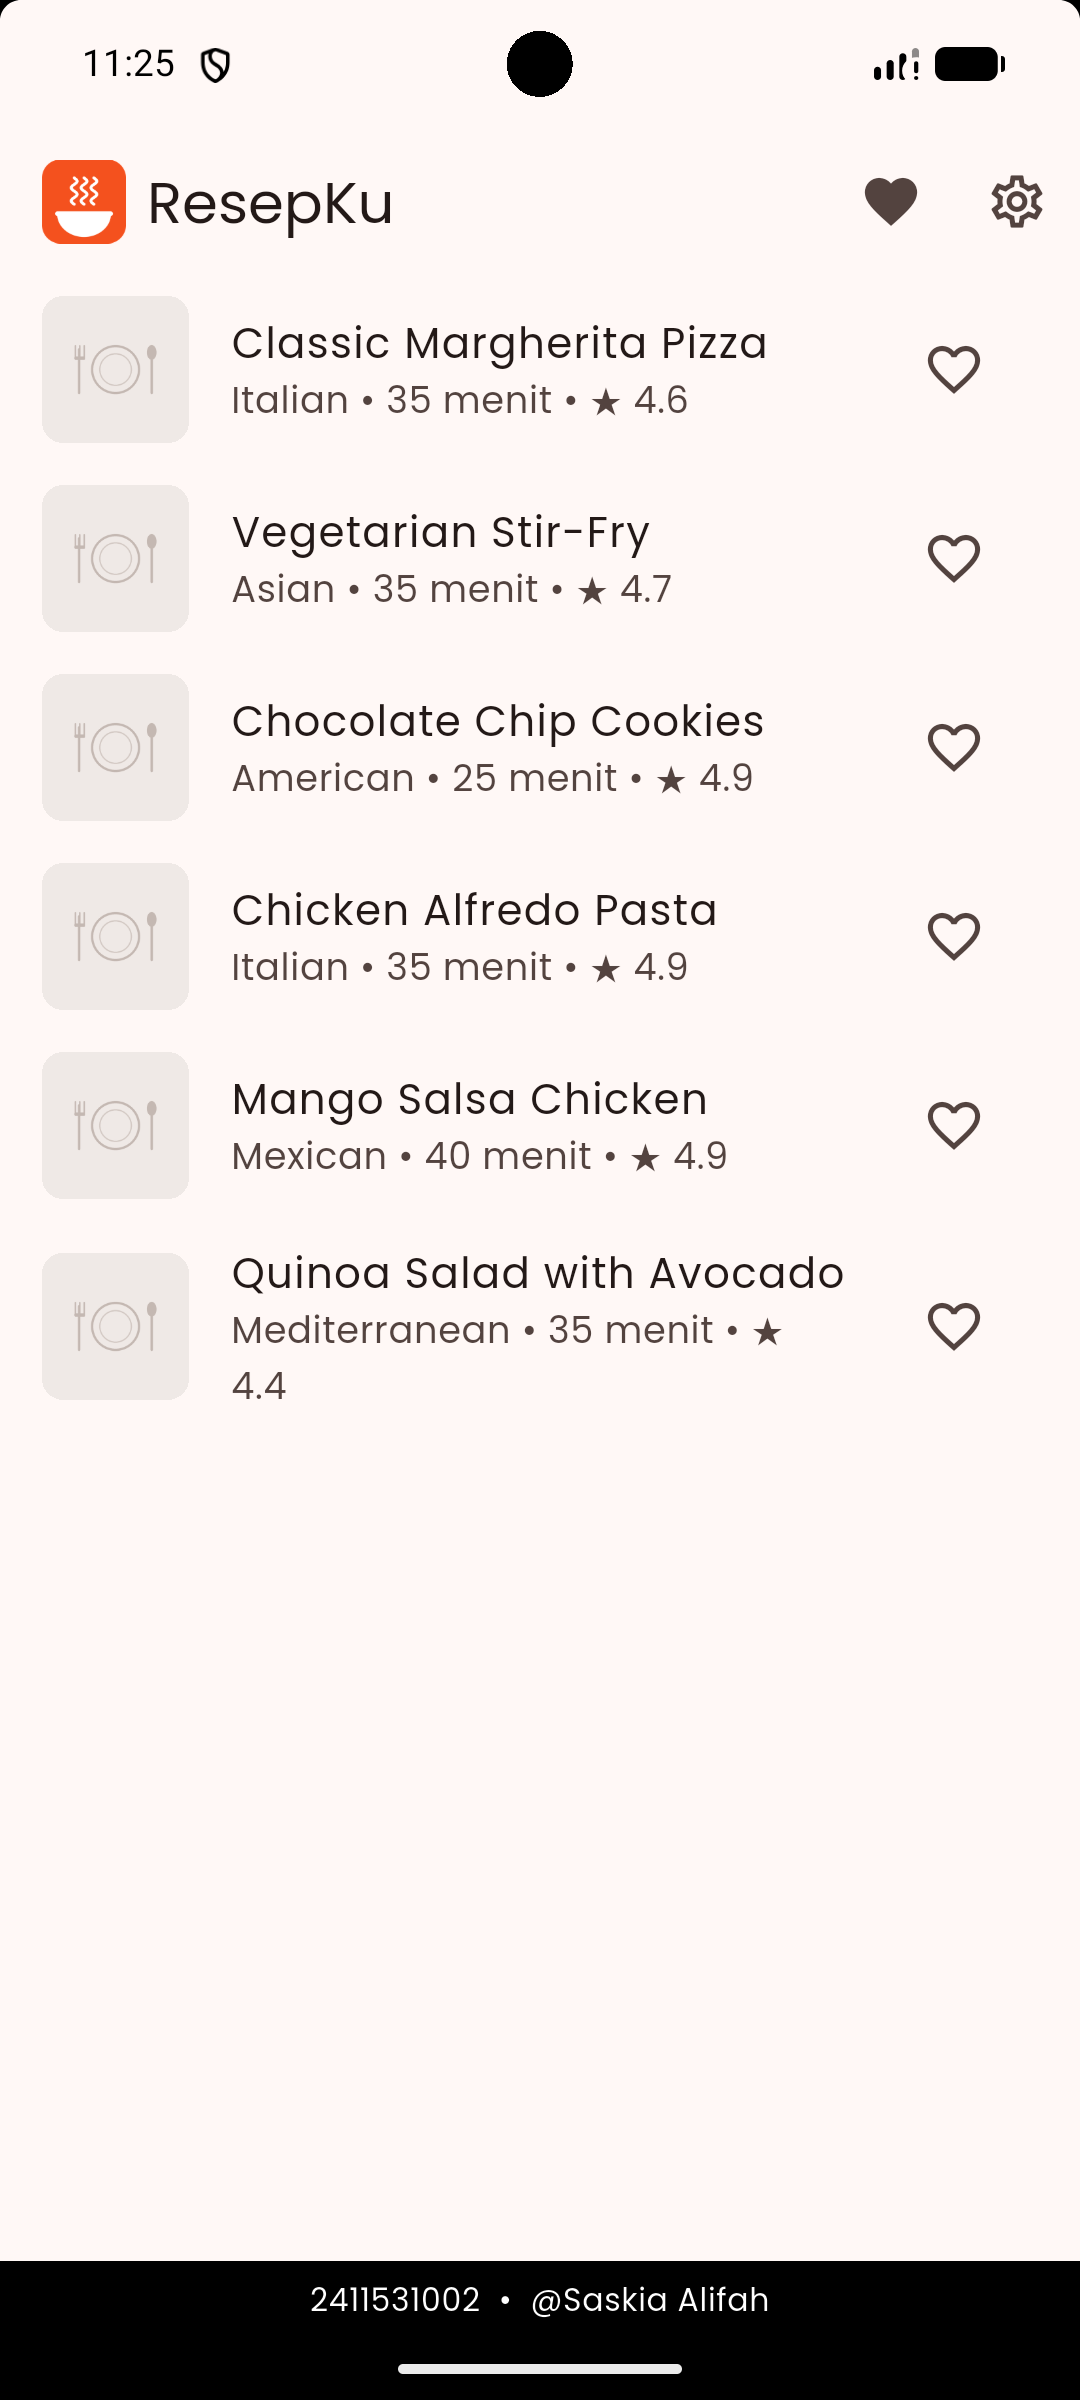 11:25
ResepKu
Classic Margherita Pizza
Italian • 35 menit • ★ 4.6
Vegetarian Stir-Fry
Asian • 35 menit • ★ 4.7
Chocolate Chip Cookies
American • 25 menit • ★ 4.9
Chicken Alfredo Pasta
Italian • 35 menit • ★ 4.9
Mango Salsa Chicken
Mexican • 40 menit • ★ 4.9
Quinoa Salad with Avocado
Mediterranean • 35 menit • ★
4.4
2411531002 • @Saskia Alifah